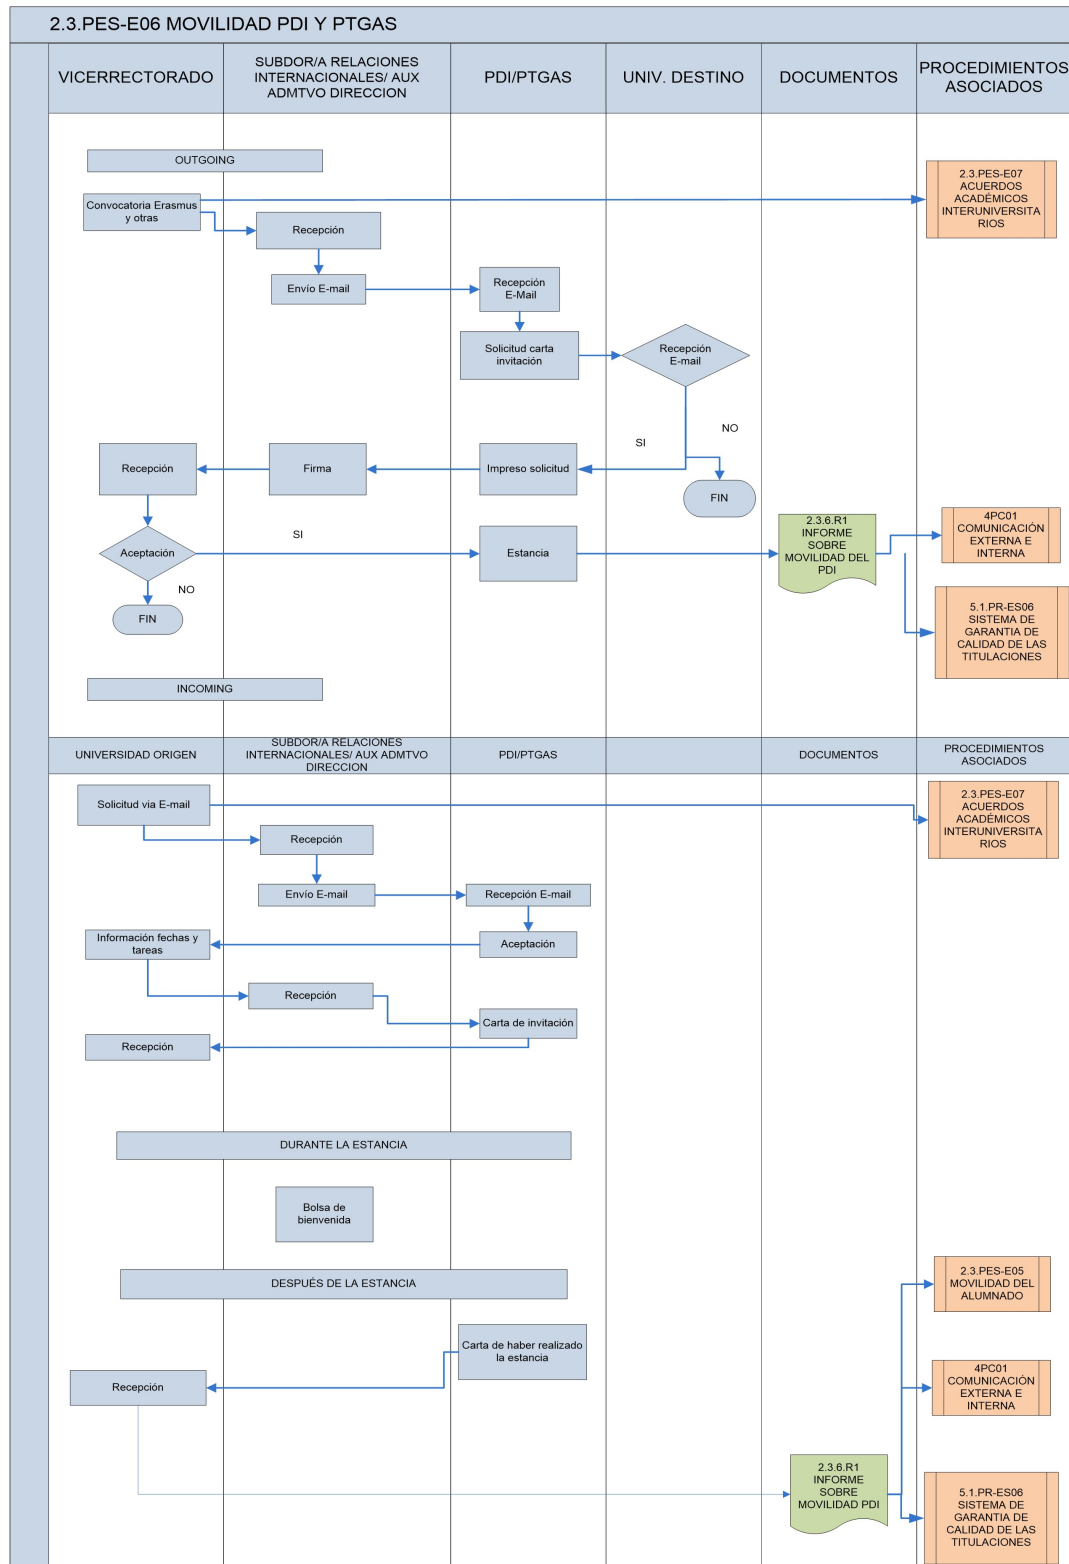 2.3.PES-E06 MOVILIDAD PDI Y PTGAS
VICERRECTORADO
SUBDOR/A RELACIONES
INTERNACIONALES/ AUX
ADMTVO DIRECCION
PDI/PTGAS
UNIV. DESTINO
DOCUMENTOS
PROCEDIMIENTOS
ASOCIADOS
OUTGOING
2.3.PES-E07
ACUERDOS
ACADÉMICOS
INTERUNIVERSITA
RIOS
Convocatoria Erasmus
y otras
Recepción
Envío E-mail
Recepción
E-Mail
Solicitud carta
invitación
Recepción
E-mail
SI
NO
Recepción
Firma
Impreso solicitud
FIN
Aceptación
SI
NO
FIN
Estancia
2.3.6.R1
INFORME
SOBRE
MOVILIDAD DEL
PDI
4PC01
COMUNICACIÓN
EXTERNA E
INTERNA
5.1.PR-ES06
SISTEMA DE
GARANTIA DE
CALIDAD DE LAS
TITULACIONES
INCOMING
UNIVERSIDAD ORIGEN
SUBDOR/A RELACIONES
INTERNACIONALES/ AUX ADMTVO
DIRECCION
PDI/PTGAS
DOCUMENTOS
PROCEDIMIENTOS
ASOCIADOS
Solicitud via E-mail
2.3.PES-E07
ACUERDOS
ACADÉMICOS
INTERUNIVERSITA
RIOS
Recepción
Envío E-mail
Recepción E-mail
Información fechas y
tareas
Aceptación
Recepción
Carta de invitación
Recepción
DURANTE LA ESTANCIA
Bolsa de
bienvenida
DESPUÉS DE LA ESTANCIA
2.3.PES-E05
MOVILIDAD DEL
ALUMNADO
Carta de haber realizado
la estancia
Recepción
4PC01
COMUNICACIÓN
EXTERNA E
INTERNA
2.3.6.R1
INFORME
SOBRE
MOVILIDAD PDI
5.1.PR-ES06
SISTEMA DE
GARANTIA DE
CALIDAD DE LAS
TITULACIONES